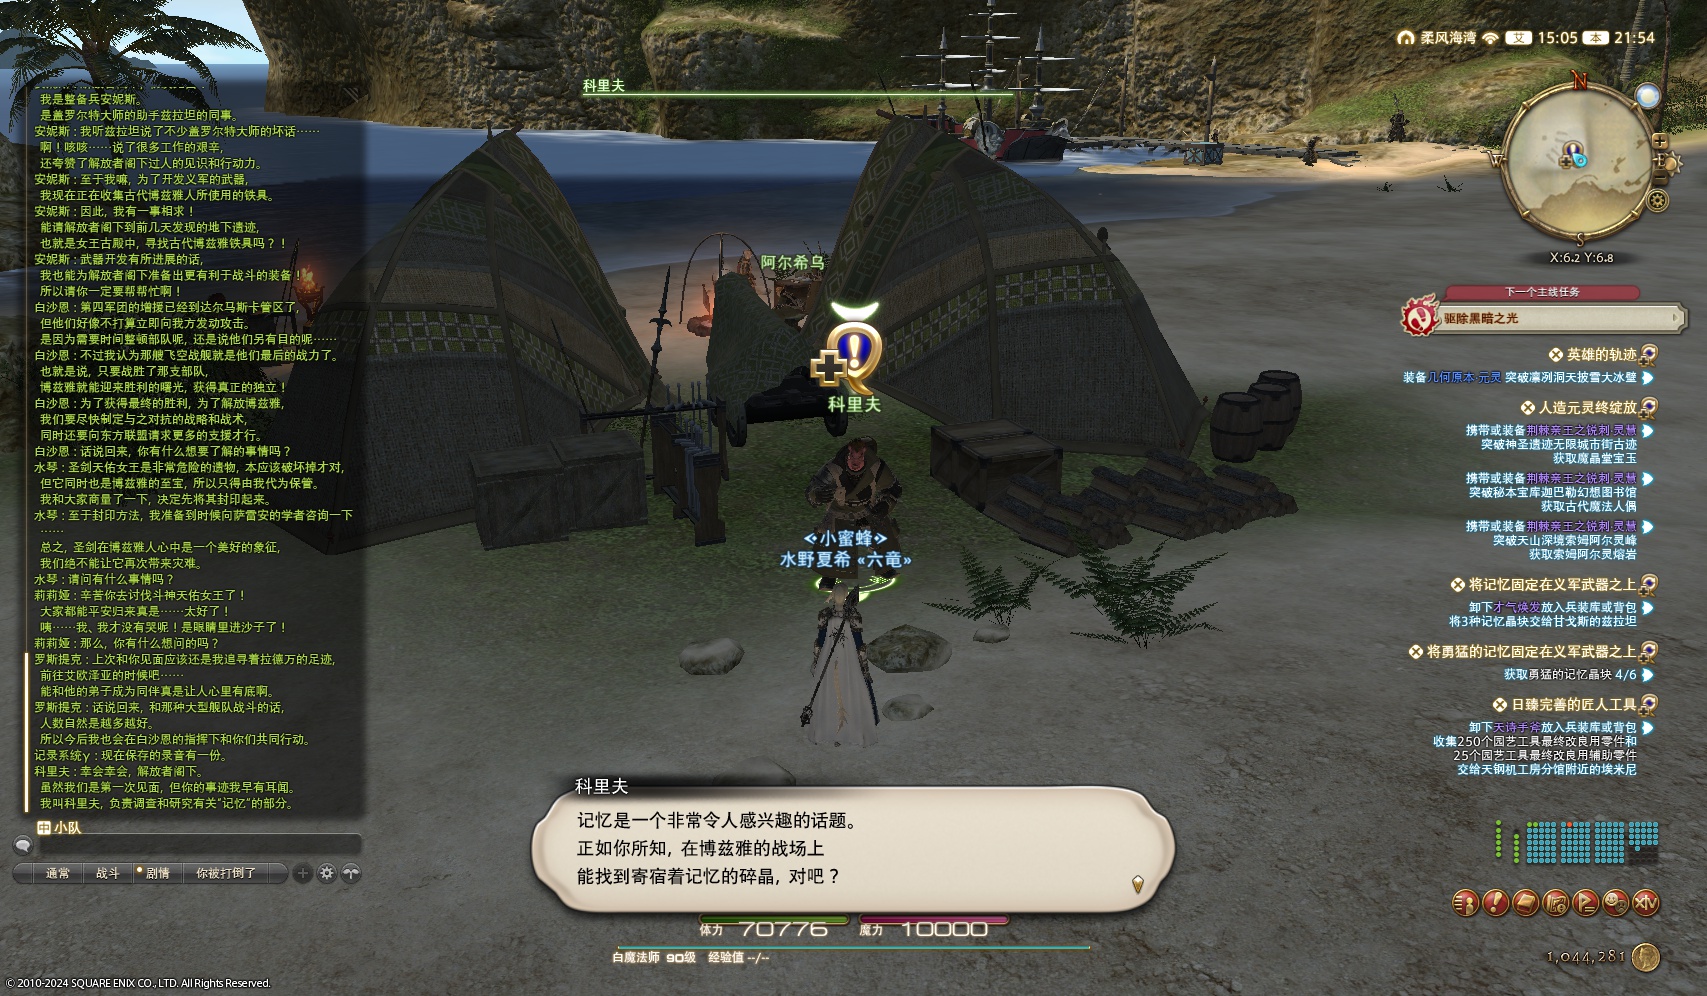 科里夫
柔风海湾 艾 15:05 本 21:54
我是整备兵安妮斯。
是盖罗尔特大师的助手兹拉坦的同事。
安妮斯：我听兹拉坦说了不少盖罗尔特大师的坏话……
啊！咳咳……说了很多工作的艰辛，
还夸赞了解放者阁下过人的见识和行动力。
安妮斯：至于我嘛，为了开发义军的武器，
我现在正在收集古代博兹雅人所使用的铁具。
安妮斯：因此，我有一事相求！
能请解放者阁下到前几天发现的地下遗迹，
也就是女王古殿中，寻找古代博兹雅铁具吗？！
安妮斯：武器开发有所进展的话，
我也能为解放者阁下准备出更有利于战斗的装备！
所以请你一定要帮帮忙啊！
白沙恩：第四军团的增援已经到达尔马斯卡管区了，
但他们好像不打算立即向我方发动攻击。
是因为需要时间整顿部队呢，还是说他们另有目的呢……
白沙恩：不过我认为那艘飞空战舰就是他们最后的战力了。
也就是说，只要战胜了那支部队，
博兹雅就能迎来胜利的曙光，获得真正的独立！
白沙恩：为了获得最终的胜利，为了解放博兹雅，
我们要尽快制定与之对抗的战略和战术，
同时还要向东方联盟请求更多的支援才行。
白沙恩：话说回来，你有什么想要了解的事情吗？
水琴：圣剑天佑女王是非常危险的遗物，本应该破坏掉才对，
但它同时也是博兹雅的至宝，所以只得由我代为保管。
我和大家商量了一下，决定先将其封印起来。
水琴：至于封印方法，我准备到时候向萨雷安的学者咨询一下
……
总之，圣剑在博兹雅人心中是一个美好的象征，
我们绝不能让它再次带来灾难。
水琴：请问有什么事情吗？
莉莉娅：辛苦你去讨伐斗神天佑女王了！
大家都能平安归来真是……太好了！
咦……我、我才没有哭呢！是眼睛里进沙子了！
莉莉娅：那么，你有什么想问的吗？
罗斯提克：上次和你见面应该还是我追寻着拉德万的足迹，
前往艾欧泽亚的时候吧……
能和他的弟子成为同伴真是让人心里有底啊。
罗斯提克：话说回来，和那种大型舰队战斗的话，
人数自然是越多越好。
所以今后我也会在白沙恩的指挥下和你们共同行动。
记录系统γ：现在保存的录音有一份。
科里夫：幸会幸会，解放者阁下。
虽然我们是第一次见面，但你的事迹我早有耳闻。
我叫科里夫，负责调查和研究有关“记忆”的部分。
小队
通常 战斗 剧情 你被打倒了
阿尔希乌
科里夫
小蜜蜂
水野夏希 «六竜»
N
W
E
S
X:6.2 Y:6.8
下一个主线任务
驱除黑暗之光
英雄的轨迹
装备几何原本·元灵 突破凛冽洞天披雪大冰壁
人造元灵终绽放
携带或装备荆棘亲王之锐刺·灵慧
突破神圣遗迹无限城市街古迹
获取魔晶堂宝玉
携带或装备荆棘亲王之锐刺·灵慧
突破秘本宝库迦巴勒幻想图书馆
获取古代魔法人偶
携带或装备荆棘亲王之锐刺·灵慧
突破天山深境索姆阿尔灵峰
获取索姆阿尔灵熔岩
将记忆固定在义军武器之上
卸下才气焕发放入兵装库或背包
将3种记忆晶块交给甘戈斯的兹拉坦
将勇猛的记忆固定在义军武器之上
获取勇猛的记忆晶块 4/6
日臻完善的匠人工具
卸下天诗手斧放入兵装库或背包
收集250个园艺工具最终改良用零件和
25个园艺工具最终改良用辅助零件
交给天钢机工房分馆附近的埃米尼
科里夫
记忆是一个非常令人感兴趣的话题。
正如你所知，在博兹雅的战场上
能找到寄宿着记忆的碎晶，对吧？
体力 70776 魔力 10000
白魔法师 90级 经验值 --/--
XIV
1,044,281
© 2010-2024 SQUARE ENIX CO., LTD. All Rights Reserved.